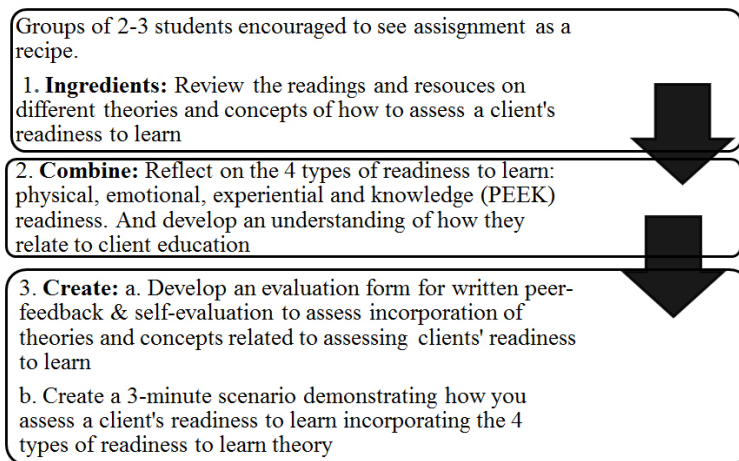 Groups of 2-3 students encouraged to see assisgnment as a
recipe.
1. Ingredients: Review the readings and resouces on
different theories and concepts of how to assess a client's
readiness to learn
2. Combine: Reflect on the 4 types of readiness to learn:
physical, emotional, experiential and knowledge (PEEK)
readiness. And develop an understanding of how they
relate to client education
3. Create: a. Develop an evaluation form for written peer-
feedback & self-evaluation to assess incorporation of
theories and concepts related to assessing clients' readiness
to learn
b. Create a 3-minute scenario demonstrating how you
assess a client's readiness to learn incorporating the 4
types of readiness to learn theory